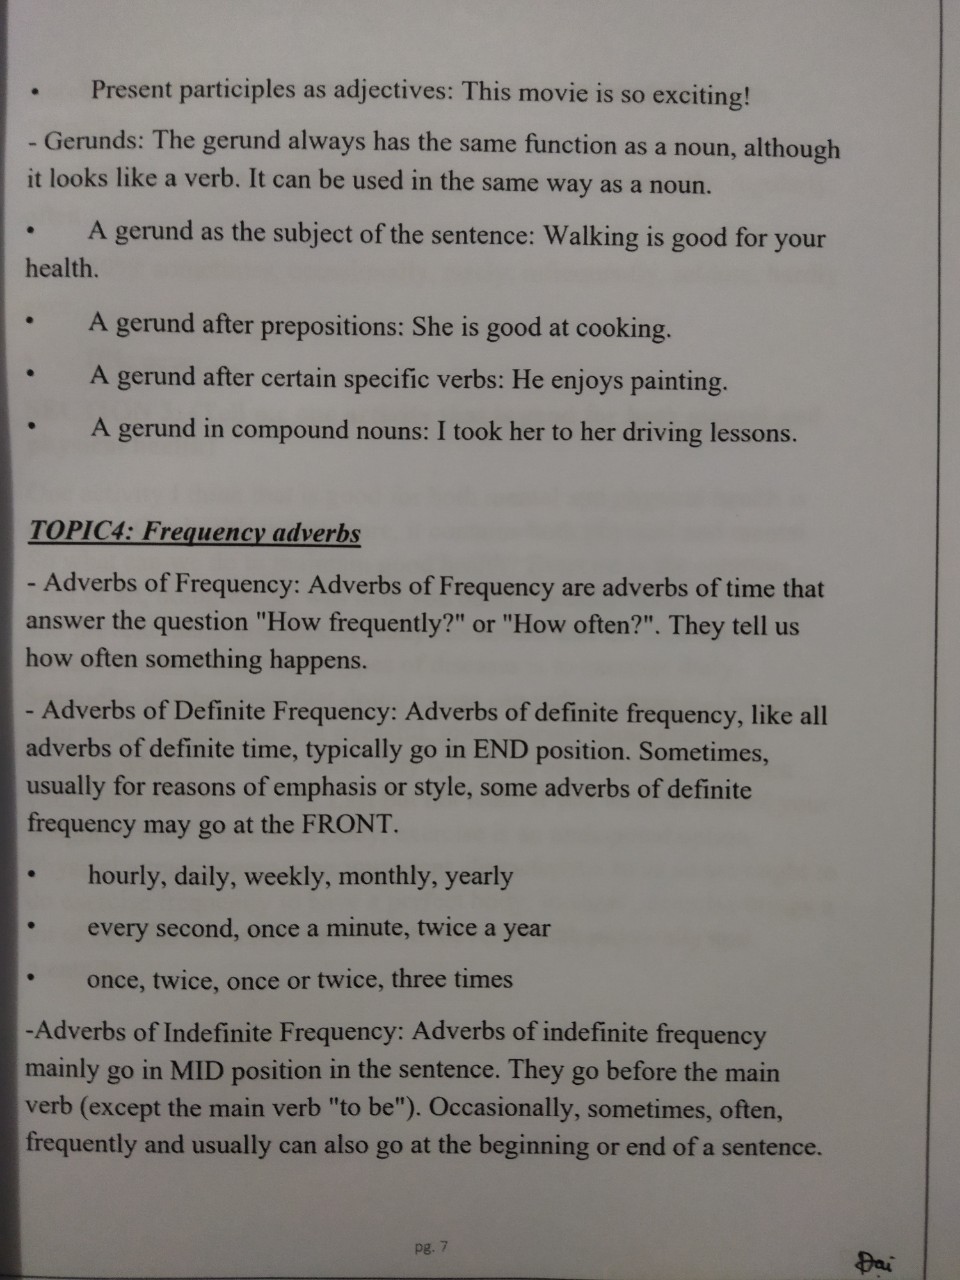 • Present participles as adjectives: This movie is so exciting!
- Gerunds: The gerund always has the same function as a noun, although
it looks like a verb. It can be used in the same way as a noun.
• A gerund as the subject of the sentence: Walking is good for your
health.
• A gerund after prepositions: She is good at cooking.
• A gerund after certain specific verbs: He enjoys painting.
• A gerund in compound nouns: I took her to her driving lessons.
TOPIC4: Frequency adverbs
- Adverbs of Frequency: Adverbs of Frequency are adverbs of time that
answer the question "How frequently?" or "How often?". They tell us
how often something happens.
- Adverbs of Definite Frequency: Adverbs of definite frequency, like all
adverbs of definite time, typically go in END position. Sometimes,
usually for reasons of emphasis or style, some adverbs of definite
frequency may go at the FRONT.
• hourly, daily, weekly, monthly, yearly
• every second, once a minute, twice a year
• once, twice, once or twice, three times
-Adverbs of Indefinite Frequency: Adverbs of indefinite frequency
mainly go in MID position in the sentence. They go before the main
verb (except the main verb "to be"). Occasionally, sometimes, often,
frequently and usually can also go at the beginning or end of a sentence.
pg. 7
Đai